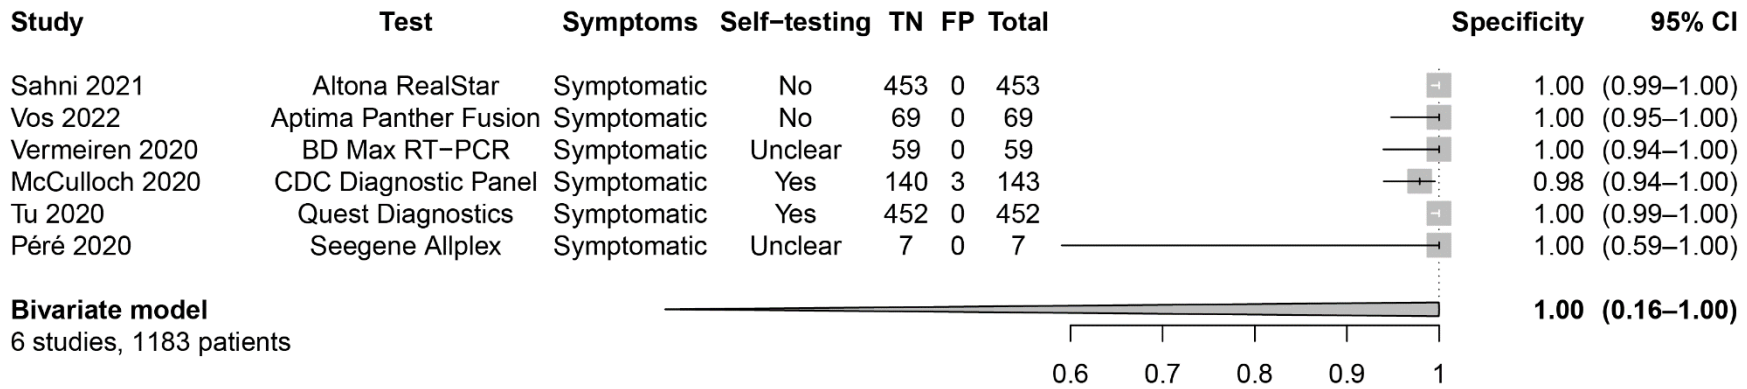 Study Test Symptoms Self−testing TN FP Total Specificity 95% CI
Sahni 2021 Altona RealStar Symptomatic No 453 0 453 1.00 (0.99–1.00)
Vos 2022 Aptima Panther Fusion Symptomatic No 69 0 69 1.00 (0.95–1.00)
Vermeiren 2020 BD Max RT−PCR Symptomatic Unclear 59 0 59 1.00 (0.94–1.00)
McCulloch 2020 CDC Diagnostic Panel Symptomatic Yes 140 3 143 0.98 (0.94–1.00)
Tu 2020 Quest Diagnostics Symptomatic Yes 452 0 452 1.00 (0.99–1.00)
Péré 2020 Seegene Allplex Symptomatic Unclear 7 0 7 1.00 (0.59–1.00)
Bivariate model 1.00 (0.16–1.00)
6 studies, 1183 patients
0.6 0.7 0.8 0.9 1